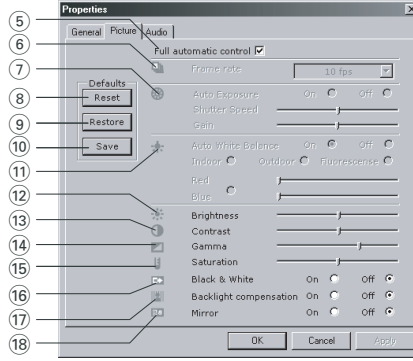 Properties
General Picture Audio
5 Full automatic control
6 Frame rate 10 fps
Defaults
7 Auto Exposure On Off
8 Reset Shutter Speed
9 Restore Gain
10 Save
11 Auto White Balance On Off
Indoor Outdoor Fluorescense
Red
Blue
12 Brightness
13 Contrast
14 Gamma
15 Saturation
16 Black & White On Off
17 Backlight compensation On Off
18 Mirror On Off
OK Cancel Apply